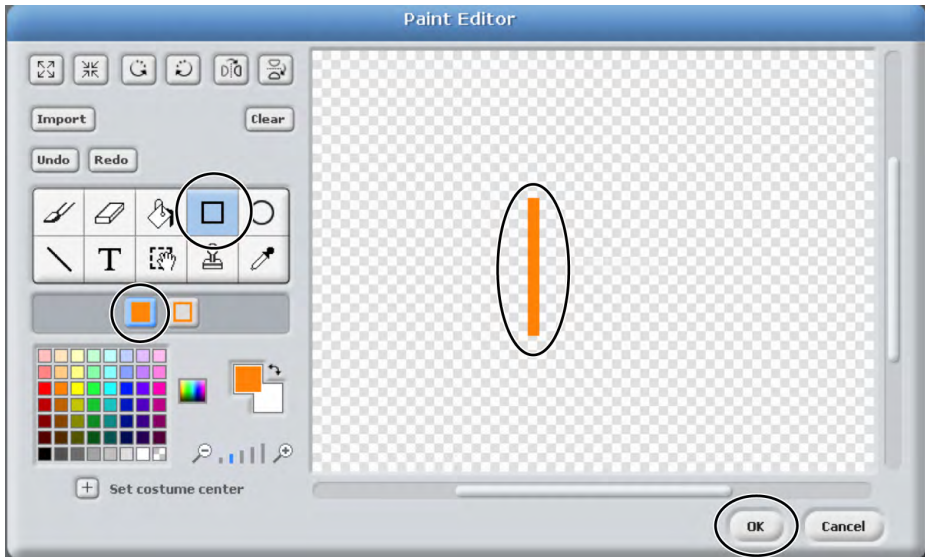 Paint Editor
Import
Clear
Undo
Redo
T
Set costume center
OK
Cancel